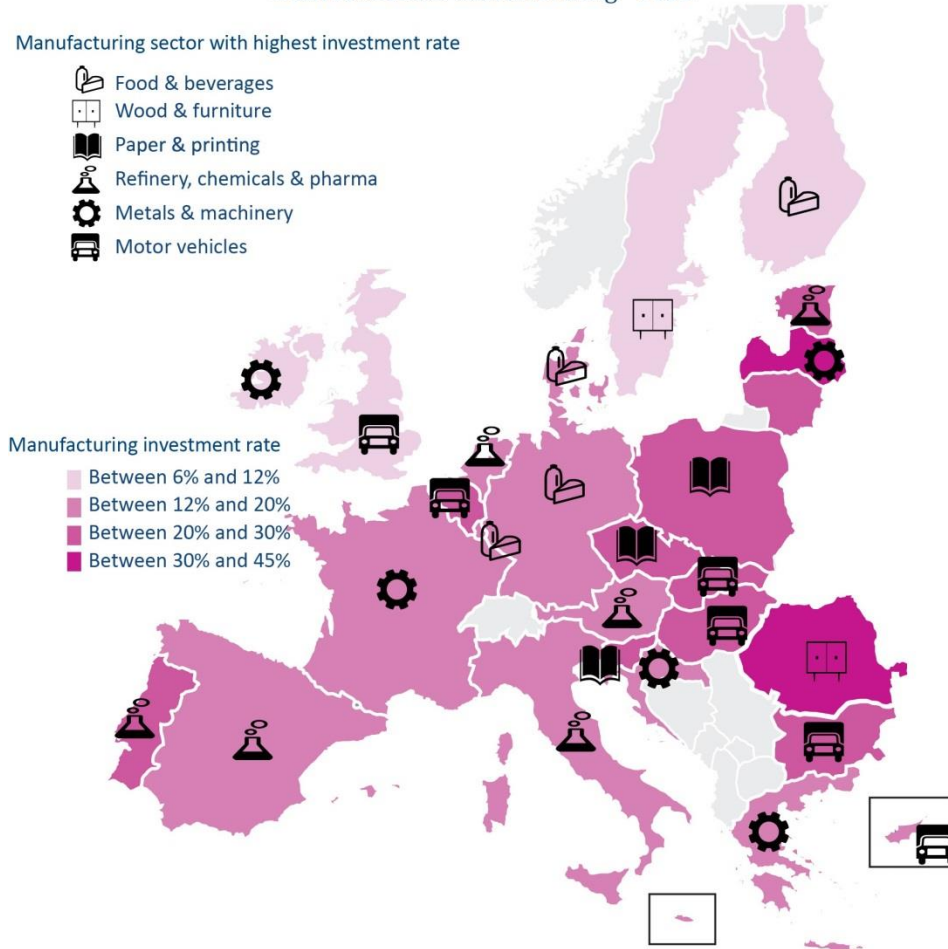 Manufacturing sector with highest investment rate
Food & beverages
Wood & furniture
Paper & printing
Refinery, chemicals & pharma
Metals & machinery
Motor vehicles
Manufacturing investment rate
Between 6% and 12%
Between 12% and 20%
Between 20% and 30%
Between 30% and 45%